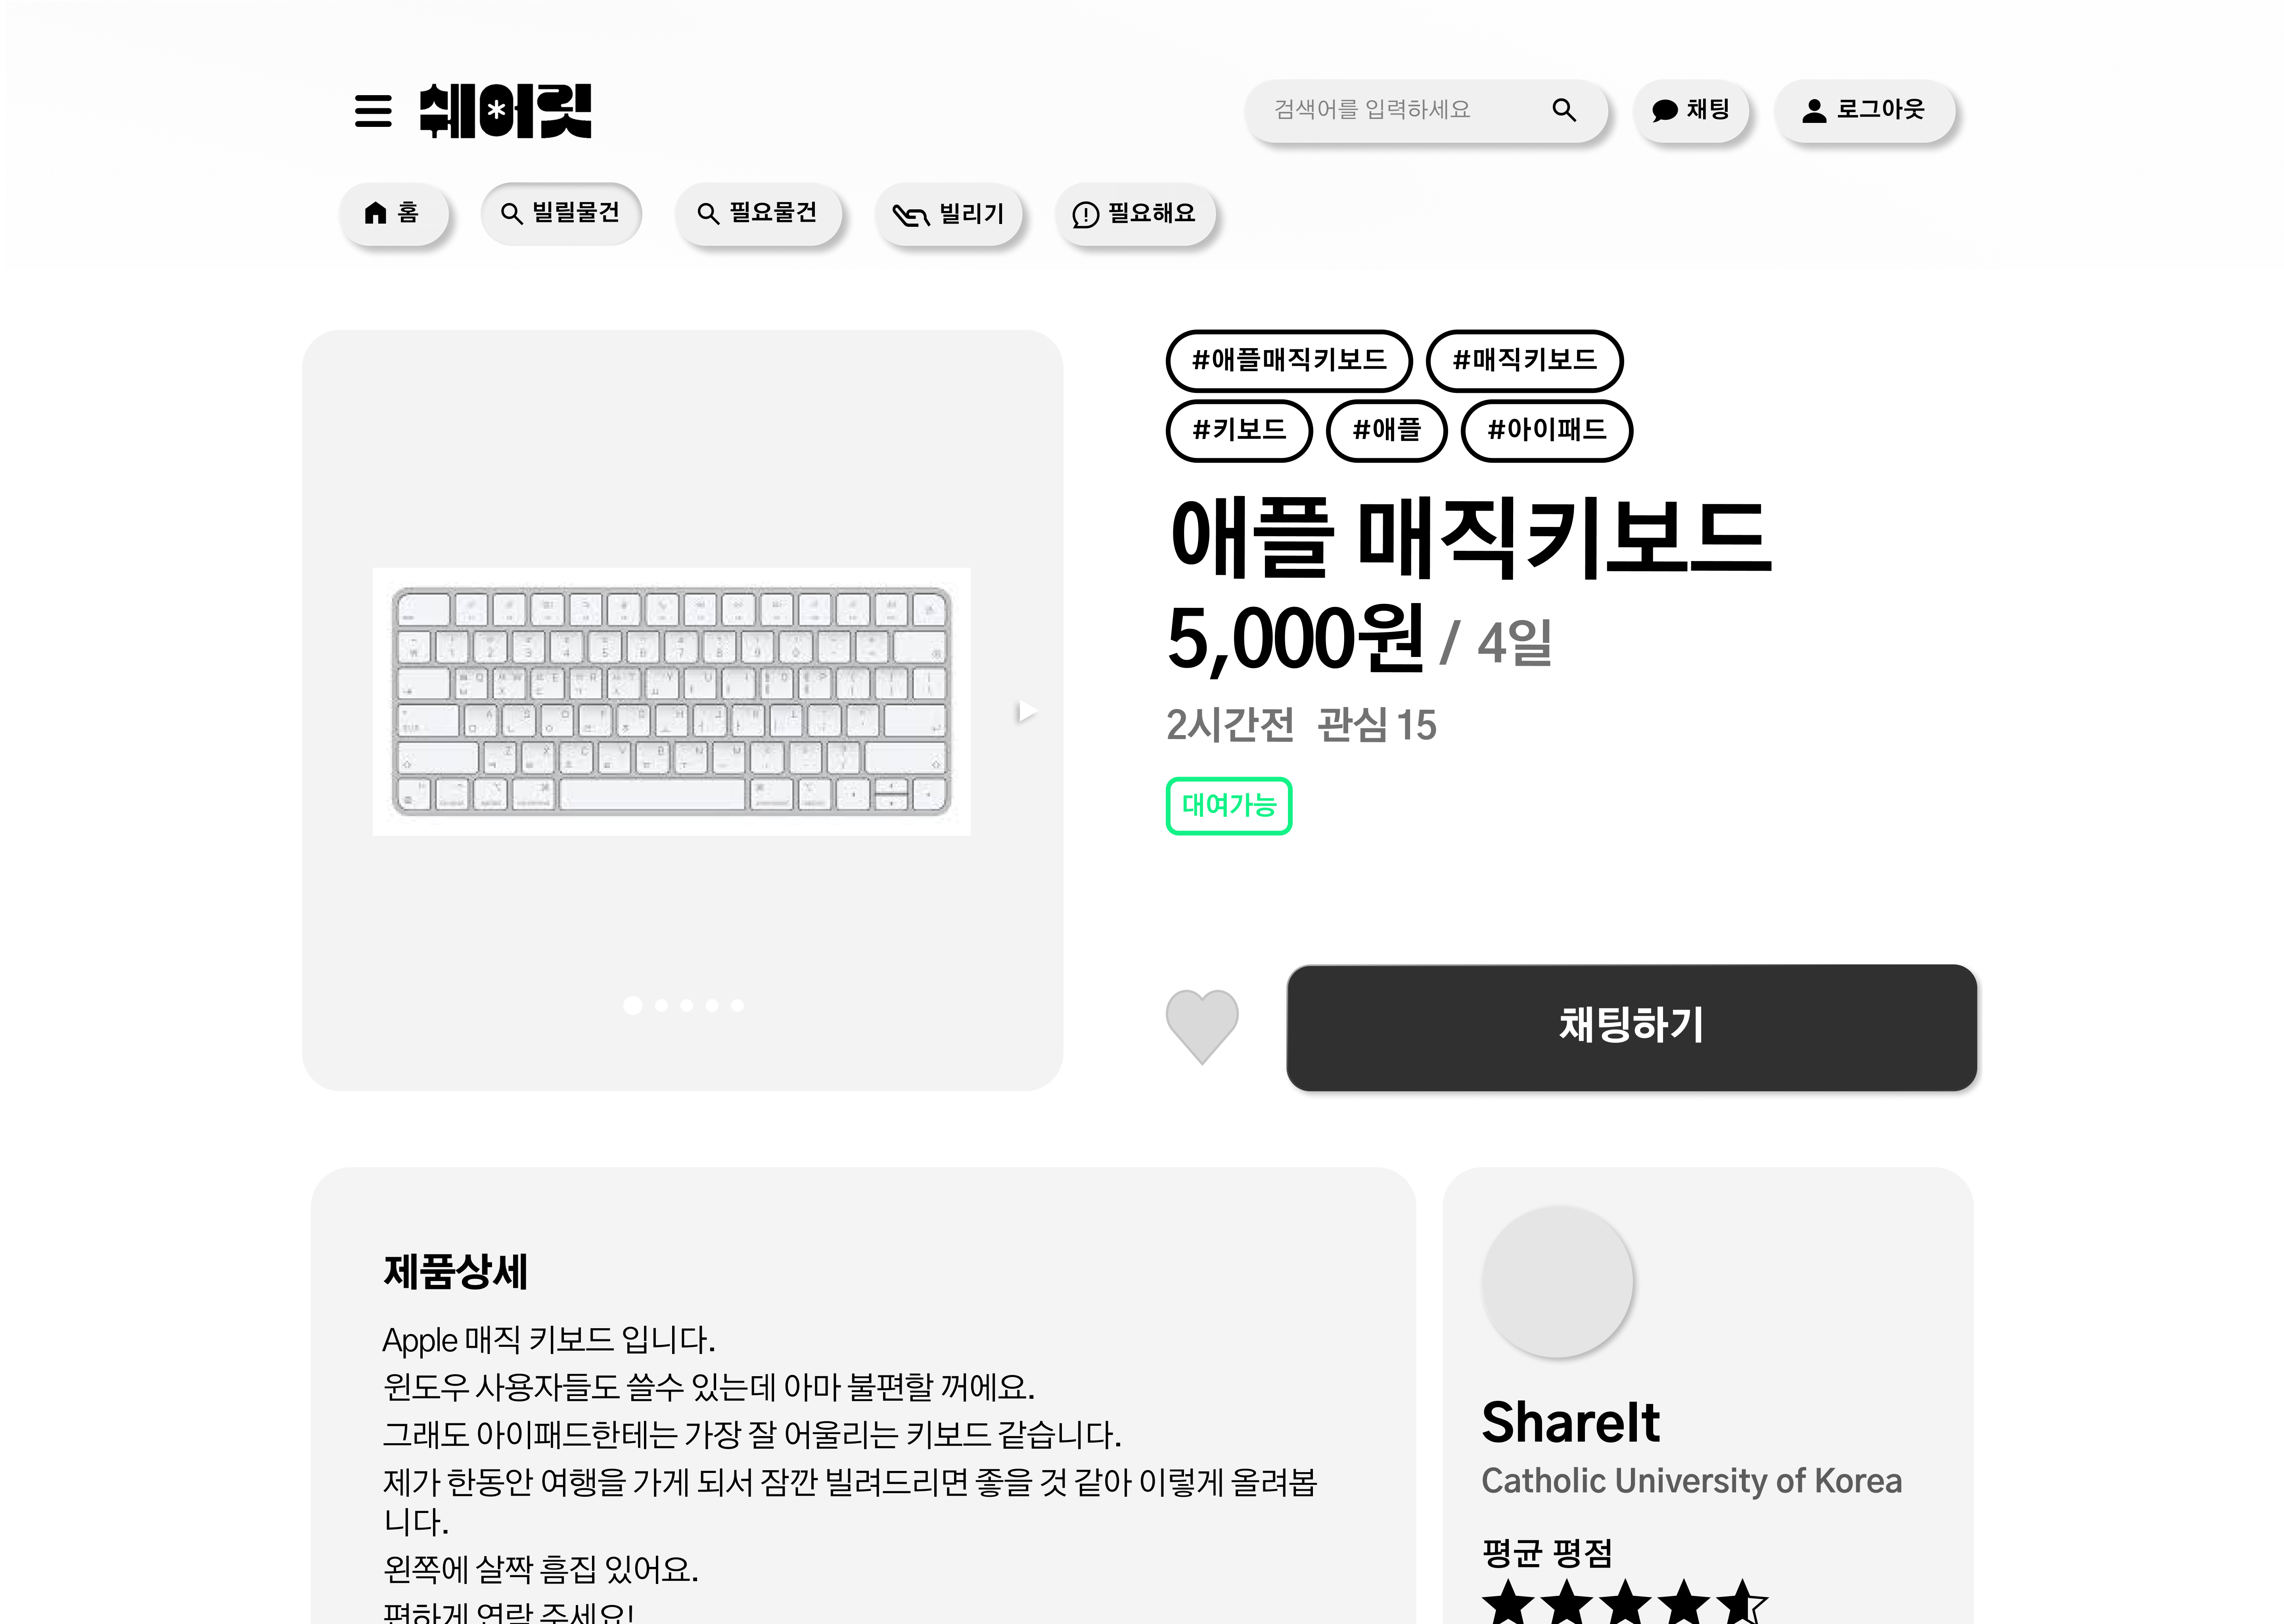 쉐어릿
검색어를 입력하세요
채팅
로그아웃
홈
빌릴물건
필요물건
빌리기
필요해요
#애플매직키보드 #매직키보드
#키보드 #애플 #아이패드
애플 매직키보드
5,000원 / 4일
2시간전 관심 15
대여가능
채팅하기
제품상세
Apple 매직 키보드 입니다.
윈도우 사용자들도 쓸수 있는데 아마 불편할 꺼에요.
그래도 아이패드한테는 가장 잘 어울리는 키보드 같습니다.
제가 한동안 여행을 가게 되서 잠깐 빌려드리면 좋을 것 같아 이렇게 올려봅
니다.
왼쪽에 살짝 흠집 있어요.
편하게 연락 주세요!
ShareIt
Catholic University of Korea
평균 평점